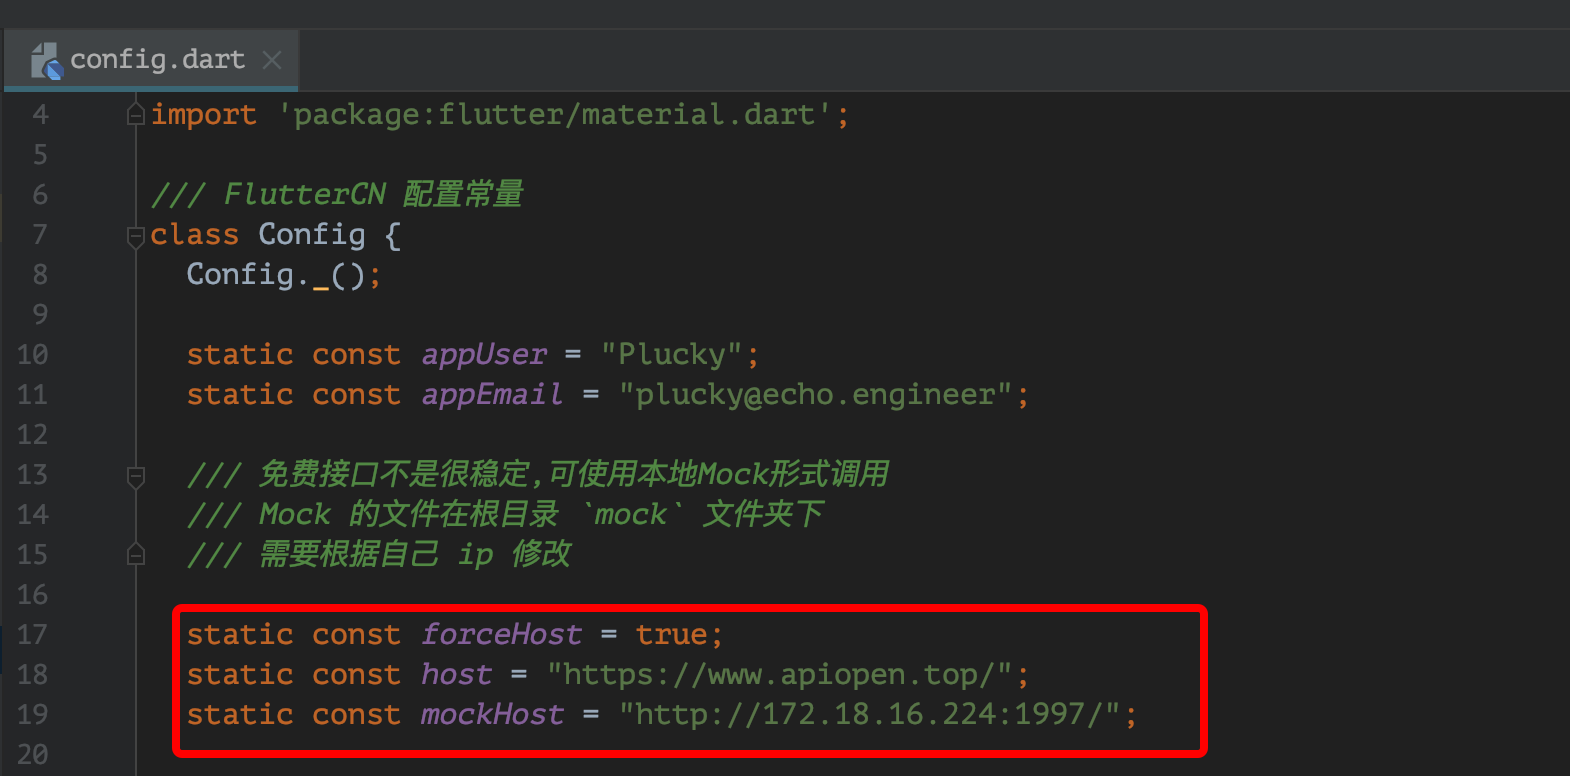 config.dart
4 import 'package:flutter/material.dart';
5
6 /// FlutterCN 配置常量
7 class Config {
8 Config._();
9
10 static const appUser = "Plucky";
11 static const appEmail = "plucky@echo.engineer";
12
13 /// 免费接口不是很稳定,可使用本地Mock形式调用
14 /// Mock 的文件在根目录 `mock` 文件夹下
15 /// 需要根据自己 ip 修改
16
17 static const forceHost = true;
18 static const host = "https://www.apiopen.top/";
19 static const mockHost = "http://172.18.16.224:1997/";
20